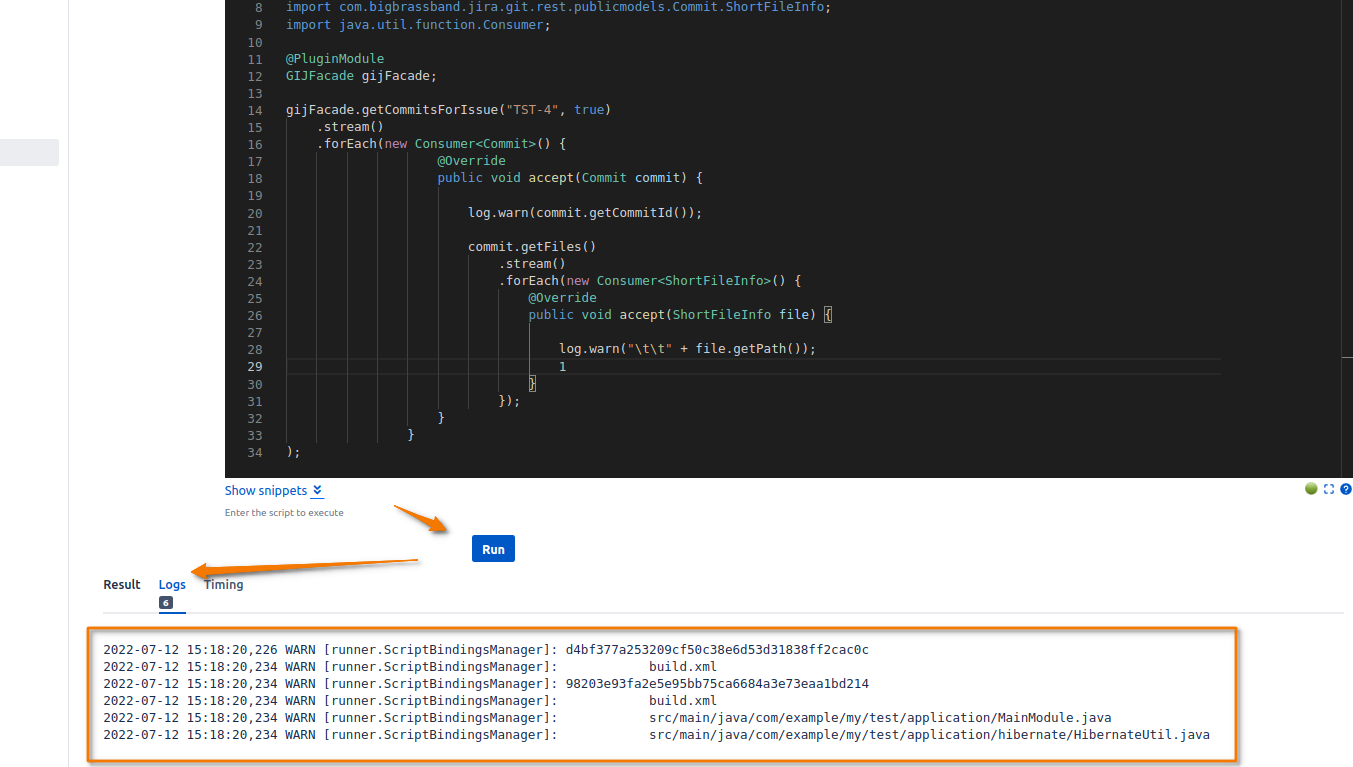 8 import com.bigbrassband.jira.git.rest.publicmodels.Commit.ShortFileInfo;
9 import java.util.function.Consumer;
10
11 @PluginModule
12 GIJFacade gijFacade;
13
14 gijFacade.getCommitsForIssue("TST-4", true)
15 .stream()
16 .forEach(new Consumer<Commit>() {
17 @Override
18 public void accept(Commit commit) {
19
20 log.warn(commit.getCommitId());
21
22 commit.getFiles()
23 .stream()
24 .forEach(new Consumer<ShortFileInfo>() {
25 @Override
26 public void accept(ShortFileInfo file) {
27
28 log.warn("\t\t" + file.getPath());
29 1
30 }
31 });
32 }
33 }
34 );
Show snippets
?
Enter the script to execute
Run
Result Logs Timing
6
2022-07-12 15:18:20,226 WARN [runner.ScriptBindingsManager]: d4bf377a253209cf50c38e6d53d31838ff2cac0c
2022-07-12 15:18:20,234 WARN [runner.ScriptBindingsManager]: build.xml
2022-07-12 15:18:20,234 WARN [runner.ScriptBindingsManager]: 98203e93fa2e5e95bb75ca6684a3e73eaa1bd214
2022-07-12 15:18:20,234 WARN [runner.ScriptBindingsManager]: build.xml
2022-07-12 15:18:20,234 WARN [runner.ScriptBindingsManager]: src/main/java/com/example/my/test/application/MainModule.java
2022-07-12 15:18:20,234 WARN [runner.ScriptBindingsManager]: src/main/java/com/example/my/test/application/hibernate/HibernateUtil.java